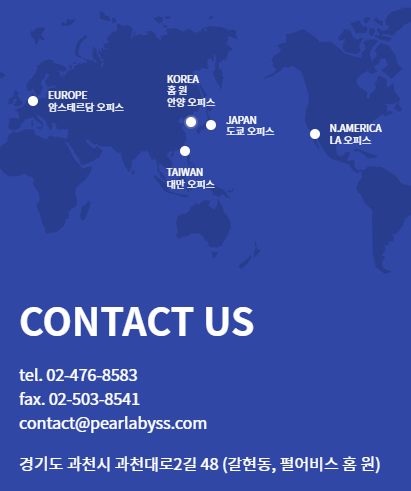 EUROPE
암스테르담 오피스
KOREA
홈 원
안양 오피스
JAPAN
도쿄 오피스
N.AMERICA
LA 오피스
TAIWAN
대만 오피스
CONTACT US
tel. 02-476-8583
fax. 02-503-8541
contact@pearlabyss.com
경기도 과천시 과천대로2길 48 (갈현동, 펄어비스 홈 원)